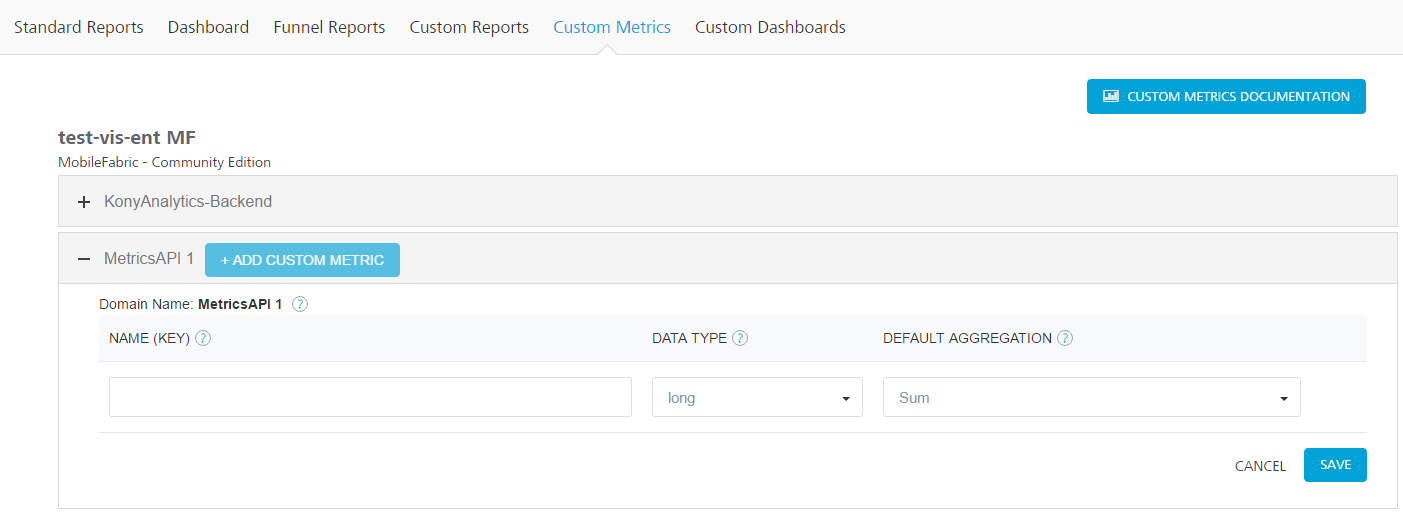 Standard Reports Dashboard Funnel Reports Custom Reports Custom Metrics Custom Dashboards
CUSTOM METRICS DOCUMENTATION
test-vis-ent MF
MobileFabric - Community Edition
+ KonyAnalytics-Backend
− MetricsAPI 1 + ADD CUSTOM METRIC
Domain Name: MetricsAPI 1 ?
NAME (KEY) ? DATA TYPE ? DEFAULT AGGREGATION ?
long Sum
CANCEL SAVE